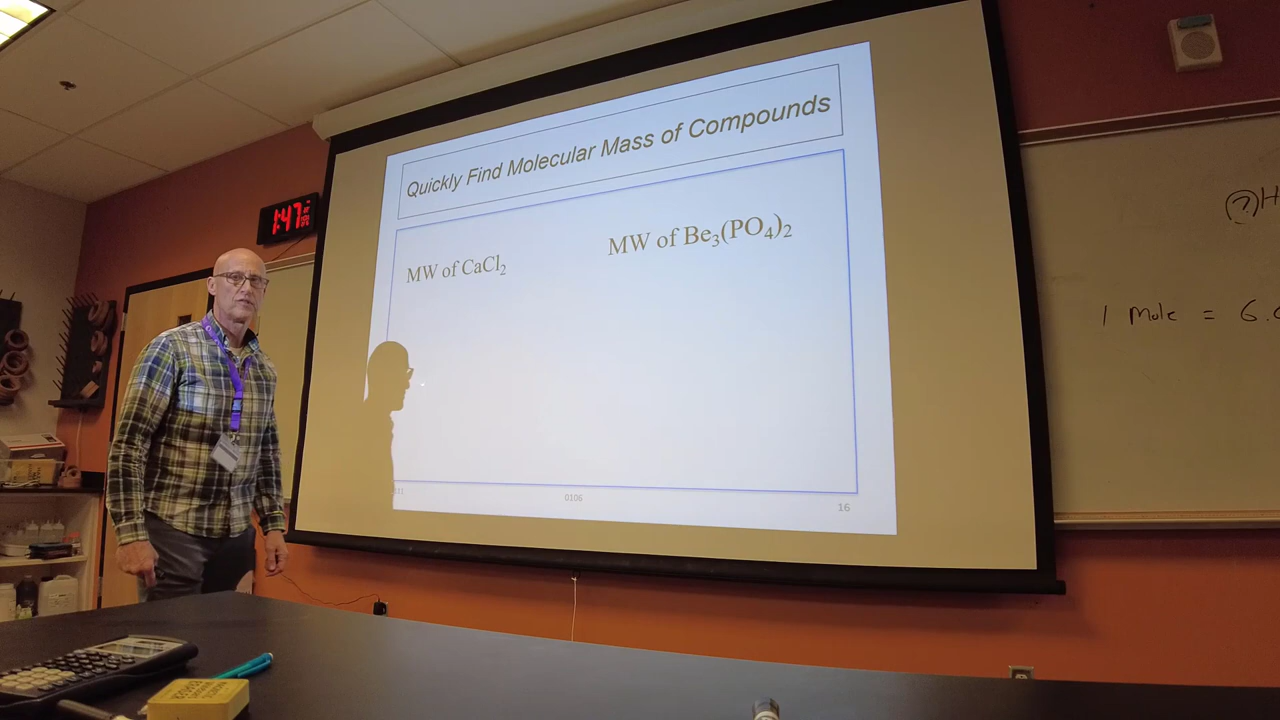 Quickly Find Molecular Mass of Compounds
MW of CaCl₂
MW of Be₃(PO₄)₂
0106
16
1:47
(?)H
1 Mole = 6.